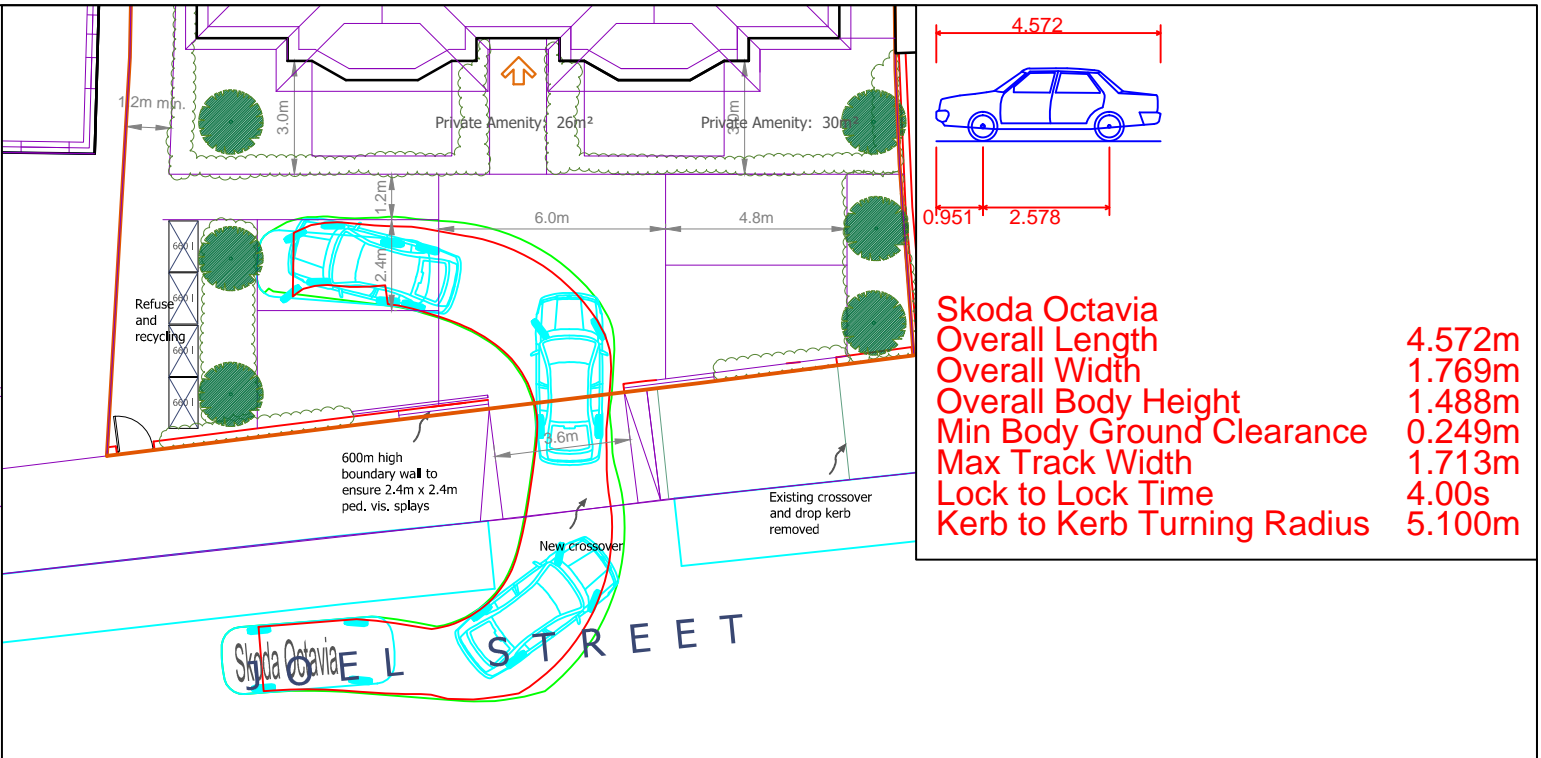 4.572
1.2m min.
3.0m
Private Amenity: 26m²
Private Amenity: 30m²
3.0m
1.2m
6.0m
4.8m
0.951
2.578
2.4m
660 l
660 l
660 l
660 l
Refuse
and
recycling
Skoda Octavia
Overall Length 4.572m
Overall Width 1.769m
Overall Body Height 1.488m
Min Body Ground Clearance 0.249m
Max Track Width 1.713m
Lock to Lock Time 4.00s
Kerb to Kerb Turning Radius 5.100m
3.6m
600m high
boundary wall to
ensure 2.4m x 2.4m
ped. vis. splays
Existing crossover
and drop kerb
removed
New crossover
Skoda Octavia
JOEL STREET